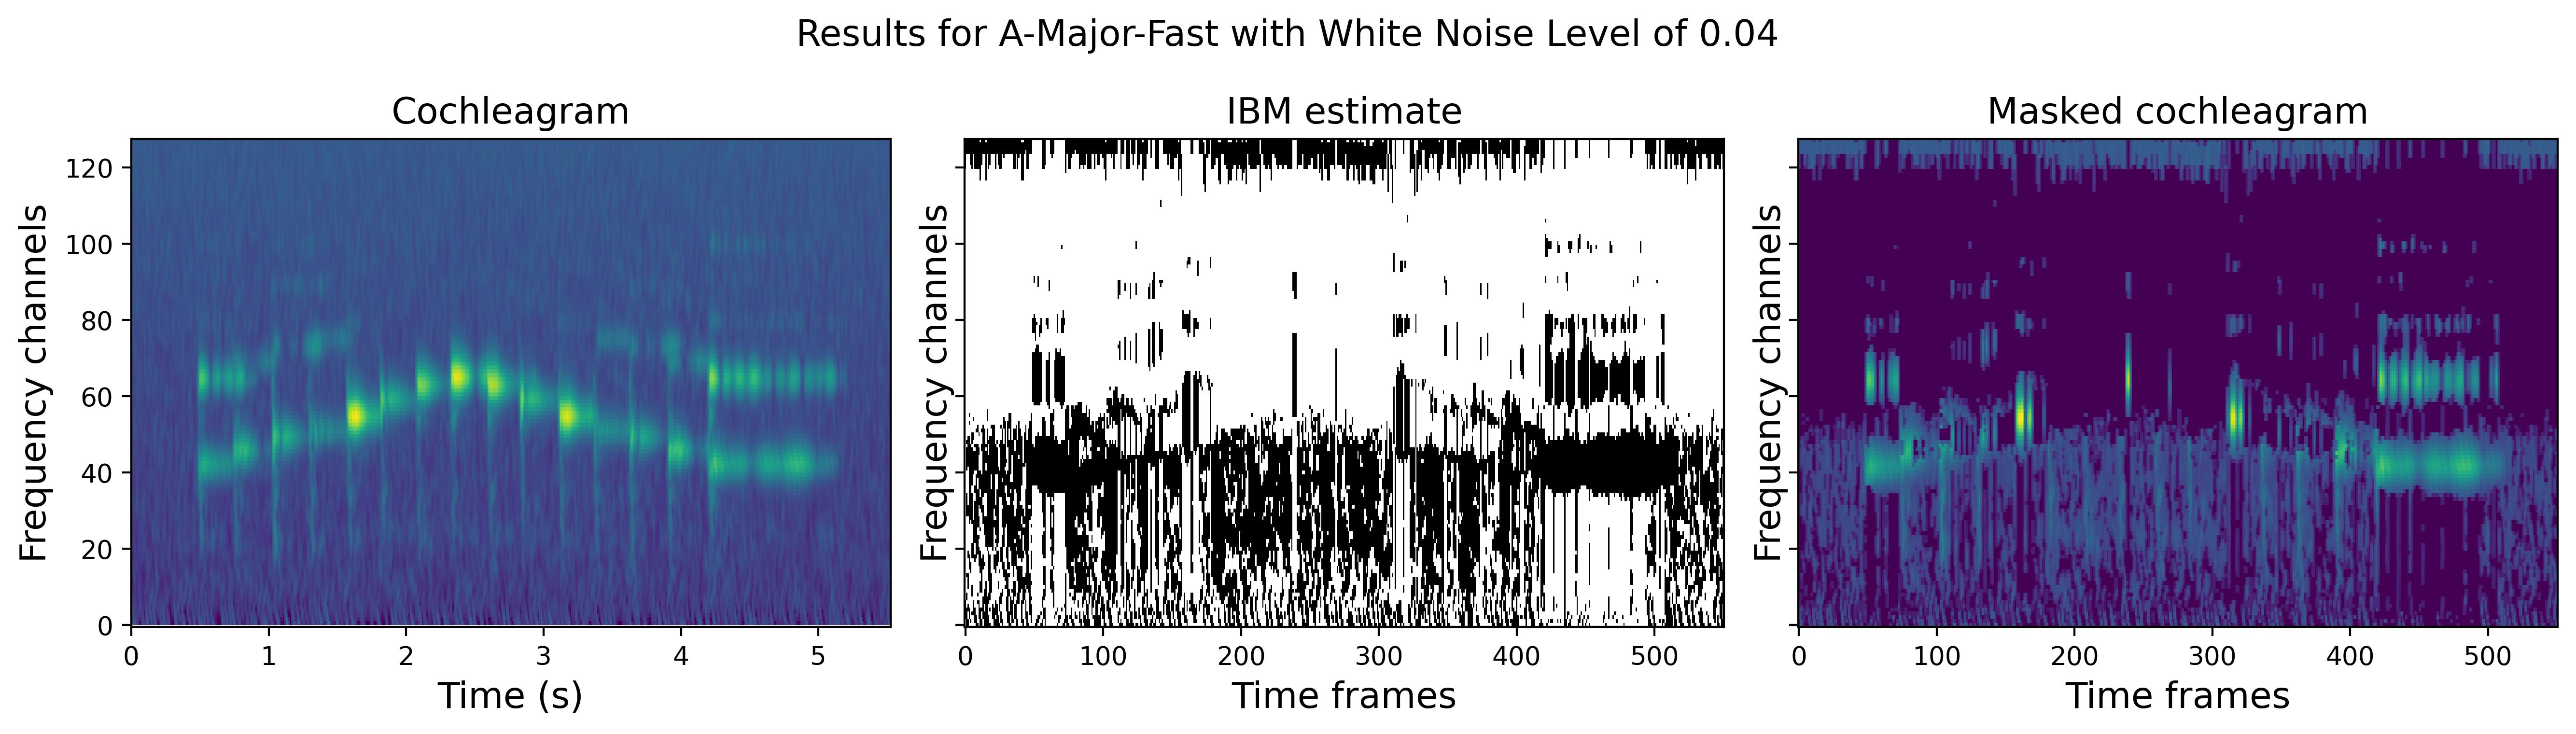 Results for A-Major-Fast with White Noise Level of 0.04
Cochleagram
Frequency channels
120
100
80
60
40
20
0
0 1 2 3 4 5
Time (s)
IBM estimate
Frequency channels
0 100 200 300 400 500
Time frames
Masked cochleagram
Frequency channels
0 100 200 300 400 500
Time frames